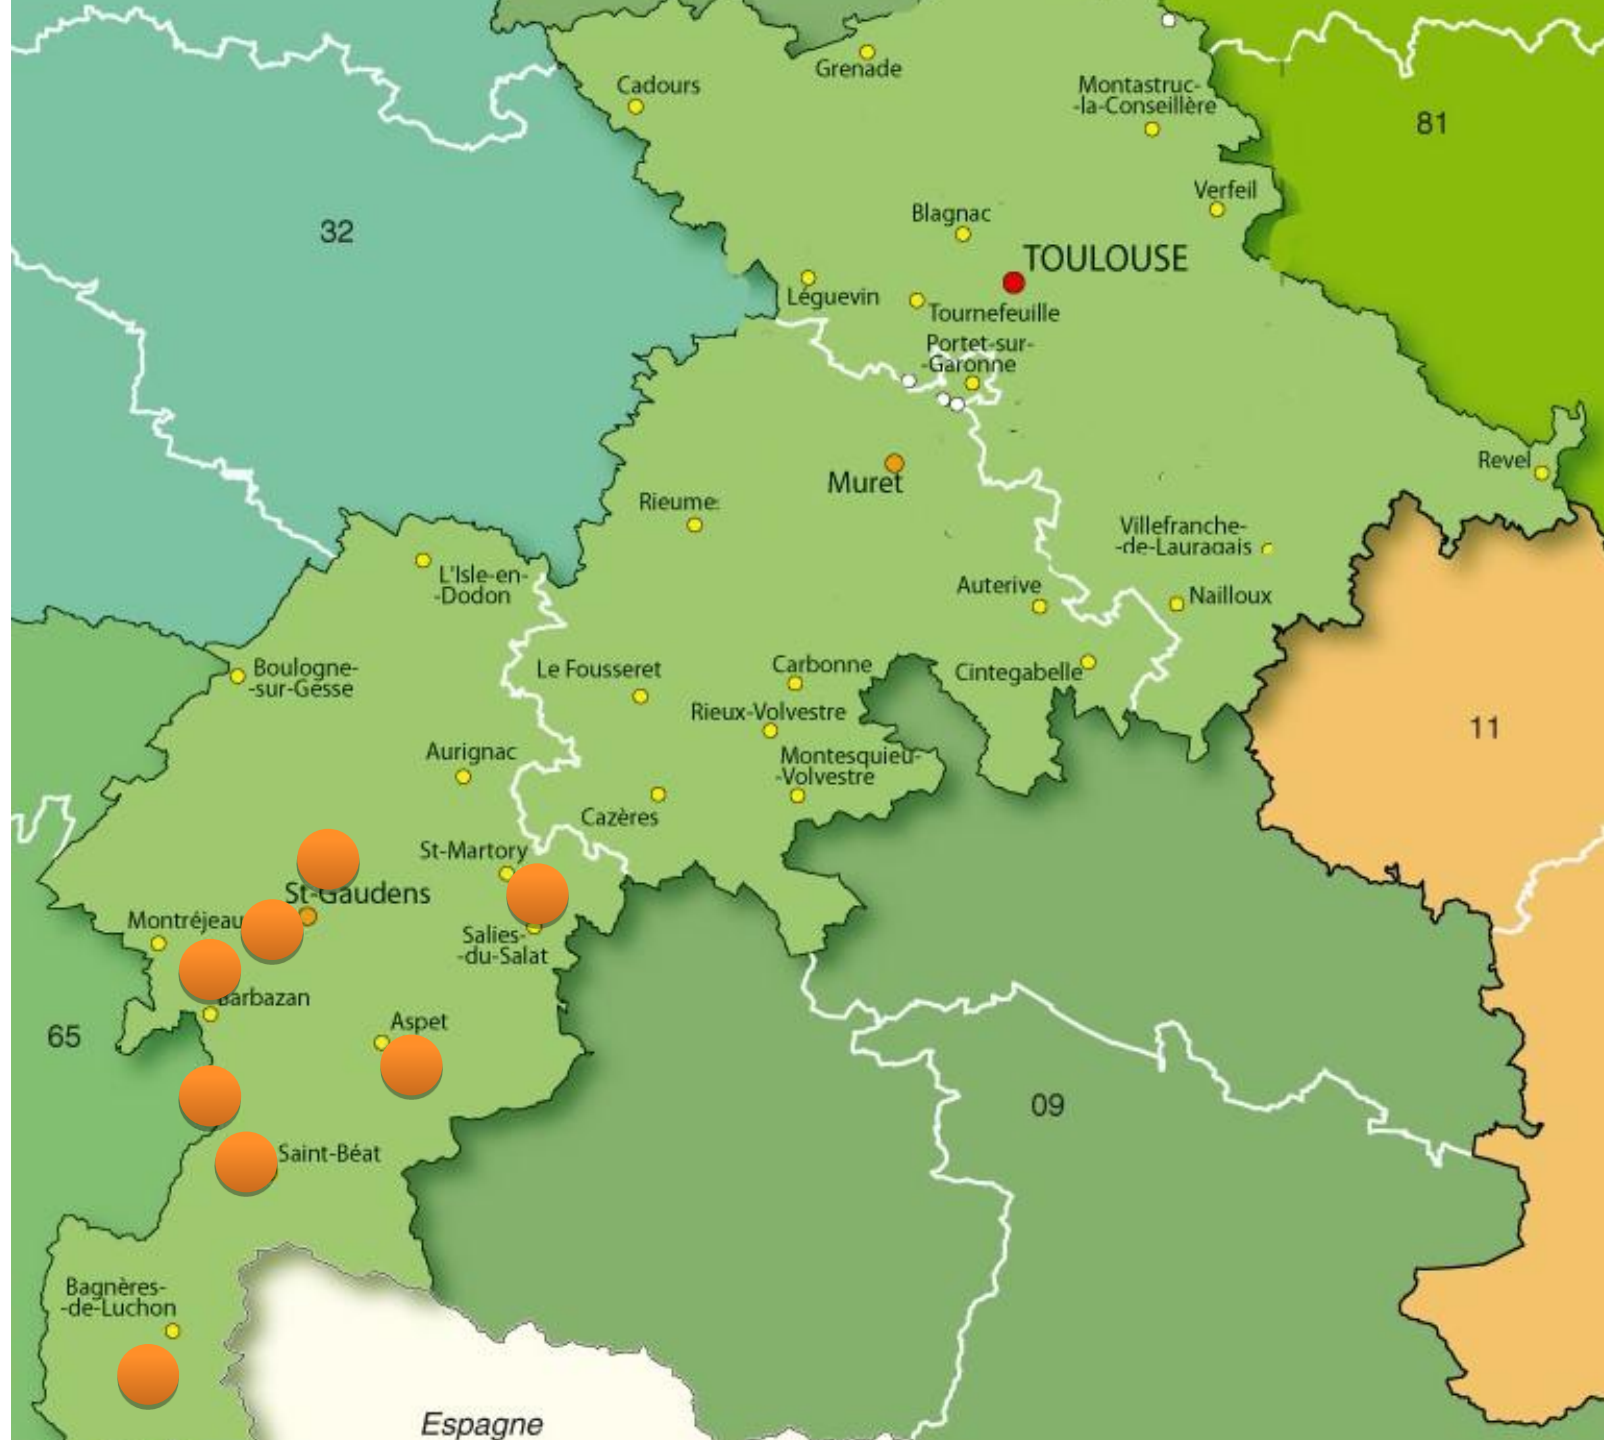 Grenade
Cadours
Montastruc-
-la-Conseillère
81
Verfeil
Blagnac
32
TOULOUSE
Léguevin
Tournefeuille
Portet-sur-
-Garonne
Revel
Muret
Rieume
Villefranche-
-de-Lauragais
L'Isle-en-
-Dodon
Auterive
Nailloux
Boulogne-
-sur-Gesse
Le Fousseret
Carbonne
Cintegabelle
Rieux-Volvestre
11
Aurignac
Montesquieu-
-Volvestre
Cazères
St-Martory
St-Gaudens
Montréjeau
Salies-
-du-Salat
Barbazan
Aspet
65
09
Saint-Béat
Bagnères-
-de-Luchon
Espagne